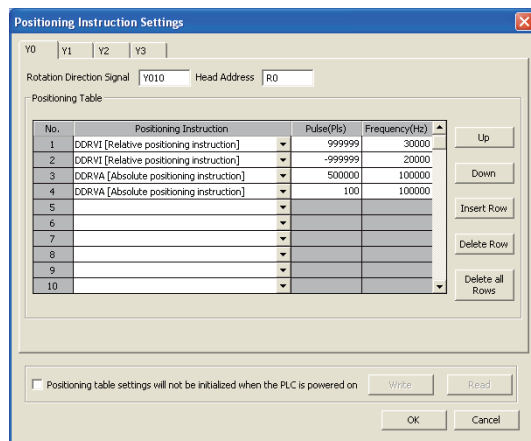 Positioning Instruction Settings
Y0 Y1 Y2 Y3
Rotation Direction Signal Y010 Head Address R0
Positioning Table
No. Positioning Instruction Pulse(Pls) Frequency(Hz)
1 DDRVI [Relative positioning instruction] 999999 30000
2 DDRVI [Relative positioning instruction] -999999 20000
3 DDRVA [Absolute positioning instruction] 500000 100000
4 DDRVA [Absolute positioning instruction] 100 100000
5
6
7
8
9
10
Up
Down
Insert Row
Delete Row
Delete all
Rows
Positioning table settings will not be initialized when the PLC is powered on Write Read
OK Cancel